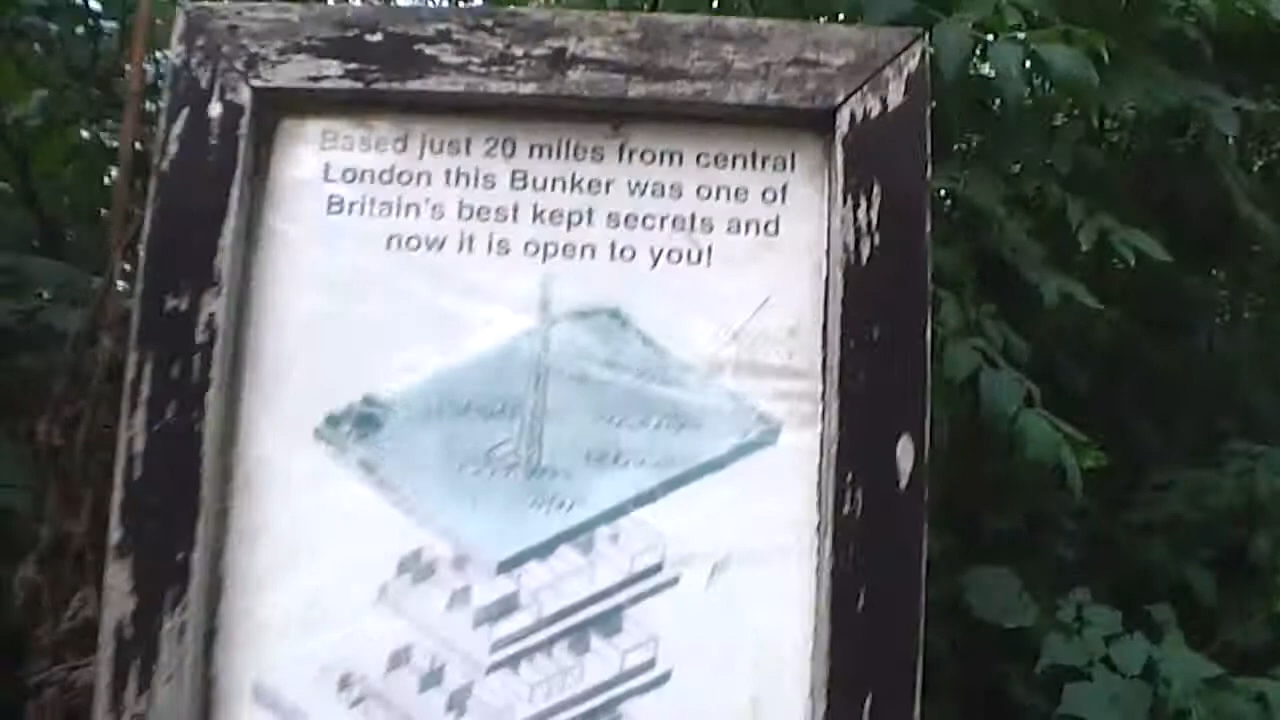 Based just 20 miles from central
London this Bunker was one of
Britain's best kept secrets and
now it is open to you!